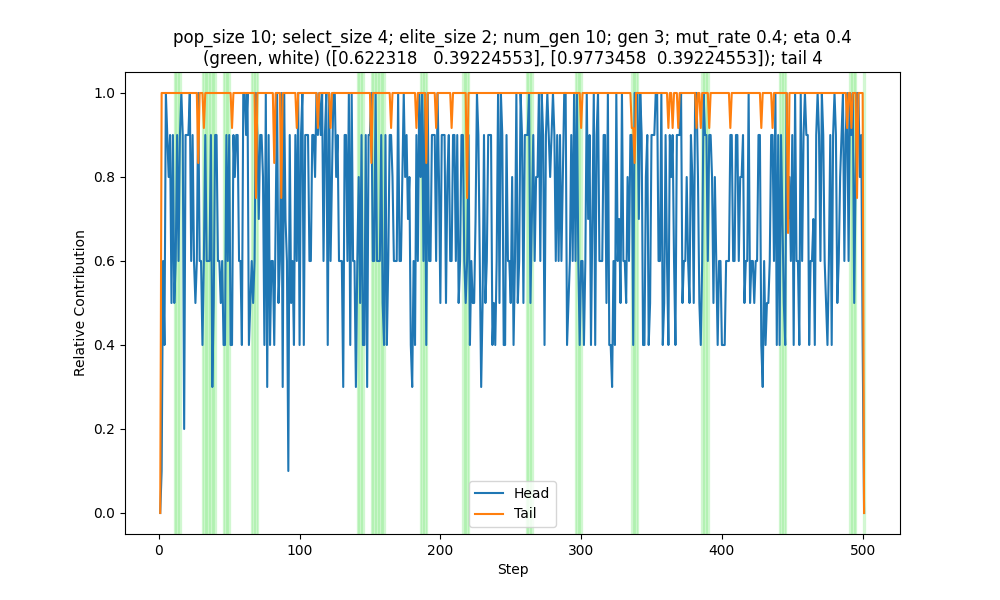 pop_size 10; select_size 4; elite_size 2; num_gen 10; gen 3; mut_rate 0.4; eta 0.4
(green, white) ([0.622318   0.39224553], [0.9773458  0.39224553]); tail 4
1.0
0.8
0.6
0.4
0.2
0.0
Relative Contribution
Head
Tail
0
100
200
300
400
500
Step